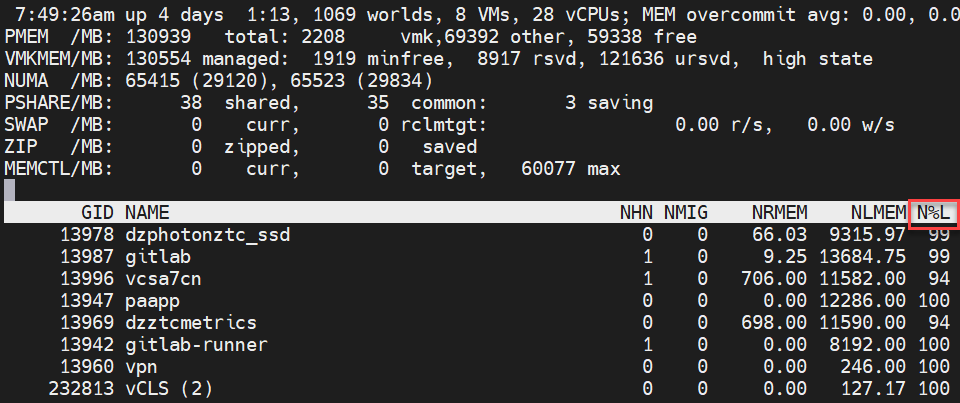 7:49:26am up 4 days  1:13, 1069 worlds, 8 VMs, 28 vCPUs; MEM overcommit avg: 0.00, 0.0
PMEM  /MB: 130939   total: 2208     vmk,69392 other, 59338 free
VMKMEM/MB: 130554 managed:  1919 minfree,  8917 rsvd, 121636 ursvd,  high state
NUMA  /MB: 65415 (29120), 65523 (29834)
PSHARE/MB:      38  shared,      35  common:       3 saving
SWAP  /MB:       0    curr,       0 rclmtgt:                 0.00 r/s,   0.00 w/s
ZIP   /MB:       0  zipped,       0   saved
MEMCTL/MB:       0    curr,       0  target,   60077 max
GID NAME NHN NMIG NRMEM NLMEM N%L
13978 dzphotonztc_ssd 0 0 66.03 9315.97 99
13987 gitlab 1 0 9.25 13684.75 99
13996 vcsa7cn 1 0 706.00 11582.00 94
13947 paapp 0 0 0.00 12286.00 100
13969 dzztcmetrics 0 0 698.00 11590.00 94
13942 gitlab-runner 1 0 0.00 8192.00 100
13960 vpn 0 0 0.00 246.00 100
232813 vCLS (2) 0 0 0.00 127.17 100